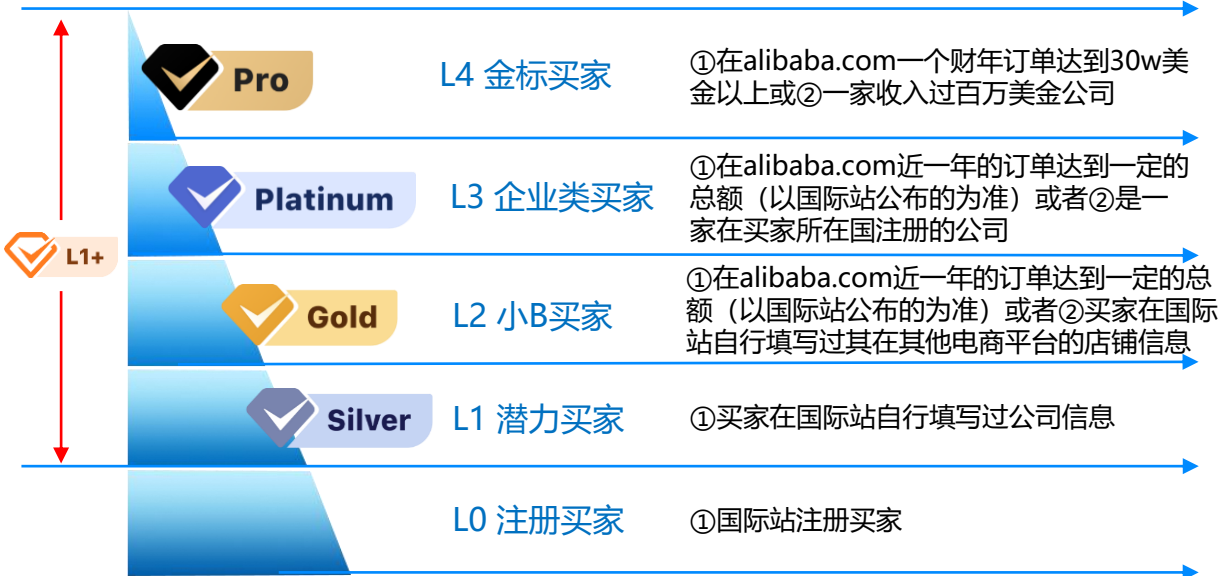 Pro
L4 金标买家
①在alibaba.com一个财年订单达到30w美
金以上或②一家收入过百万美金公司
Platinum
L3 企业类买家
①在alibaba.com近一年的订单达到一定的
总额（以国际站公布的为准）或者②是一
家在买家所在国注册的公司
L1+
Gold
L2 小B买家
①在alibaba.com近一年的订单达到一定的总
额（以国际站公布的为准）或者②买家在国际
站自行填写过其在其他电商平台的店铺信息
Silver
L1 潜力买家
①买家在国际站自行填写过公司信息
L0 注册买家
①国际站注册买家